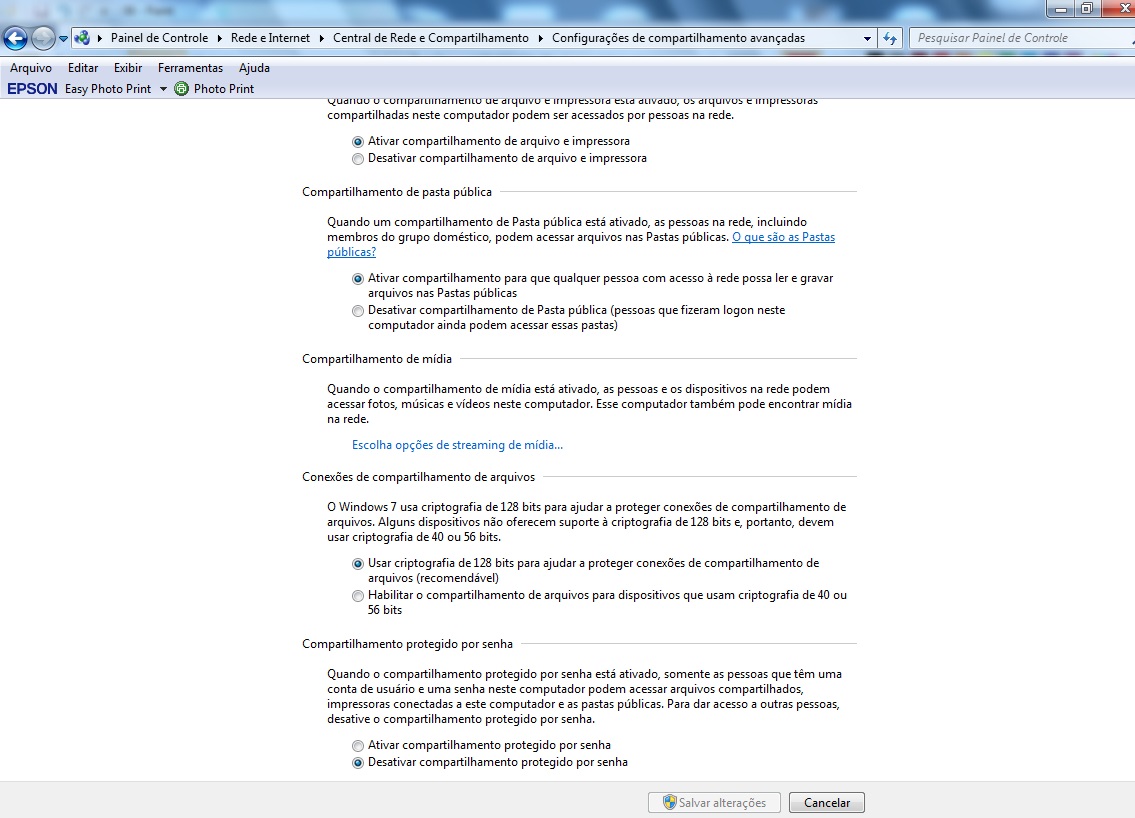 Painel de Controle Rede e Internet Central de Rede e Compartilhamento Configurações de compartilhamento avançadas Pesquisar Painel de Controle
Arquivo Editar Exibir Ferramentas Ajuda
EPSON Easy Photo Print Photo Print
Quando o compartilhamento de arquivo e impressora está ativado, os arquivos e impressoras
compartilhadas neste computador podem ser acessados por pessoas na rede.
Ativar compartilhamento de arquivo e impressora
Desativar compartilhamento de arquivo e impressora
Compartilhamento de pasta pública
Quando um compartilhamento de Pasta pública está ativado, as pessoas na rede, incluindo
membros do grupo doméstico, podem acessar arquivos nas Pastas públicas. O que são as Pastas
públicas?
Ativar compartilhamento para que qualquer pessoa com acesso à rede possa ler e gravar
arquivos nas Pastas públicas
Desativar compartilhamento de Pasta pública (pessoas que fizeram logon neste
computador ainda podem acessar essas pastas)
Compartilhamento de mídia
Quando o compartilhamento de mídia está ativado, as pessoas e os dispositivos na rede podem
acessar fotos, músicas e vídeos neste computador. Esse computador também pode encontrar mídia
na rede.
Escolha opções de streaming de mídia...
Conexões de compartilhamento de arquivos
O Windows 7 usa criptografia de 128 bits para ajudar a proteger conexões de compartilhamento de
arquivos. Alguns dispositivos não oferecem suporte à criptografia de 128 bits e, portanto, devem
usar criptografia de 40 ou 56 bits.
Usar criptografia de 128 bits para ajudar a proteger conexões de compartilhamento de
arquivos (recomendável)
Habilitar o compartilhamento de arquivos para dispositivos que usam criptografia de 40 ou
56 bits
Compartilhamento protegido por senha
Quando o compartilhamento protegido por senha está ativado, somente as pessoas que têm uma
conta de usuário e uma senha neste computador podem acessar arquivos compartilhados,
impressoras conectadas a este computador e as pastas públicas. Para dar acesso a outras pessoas,
desative o compartilhamento protegido por senha.
Ativar compartilhamento protegido por senha
Desativar compartilhamento protegido por senha
Salvar alterações Cancelar